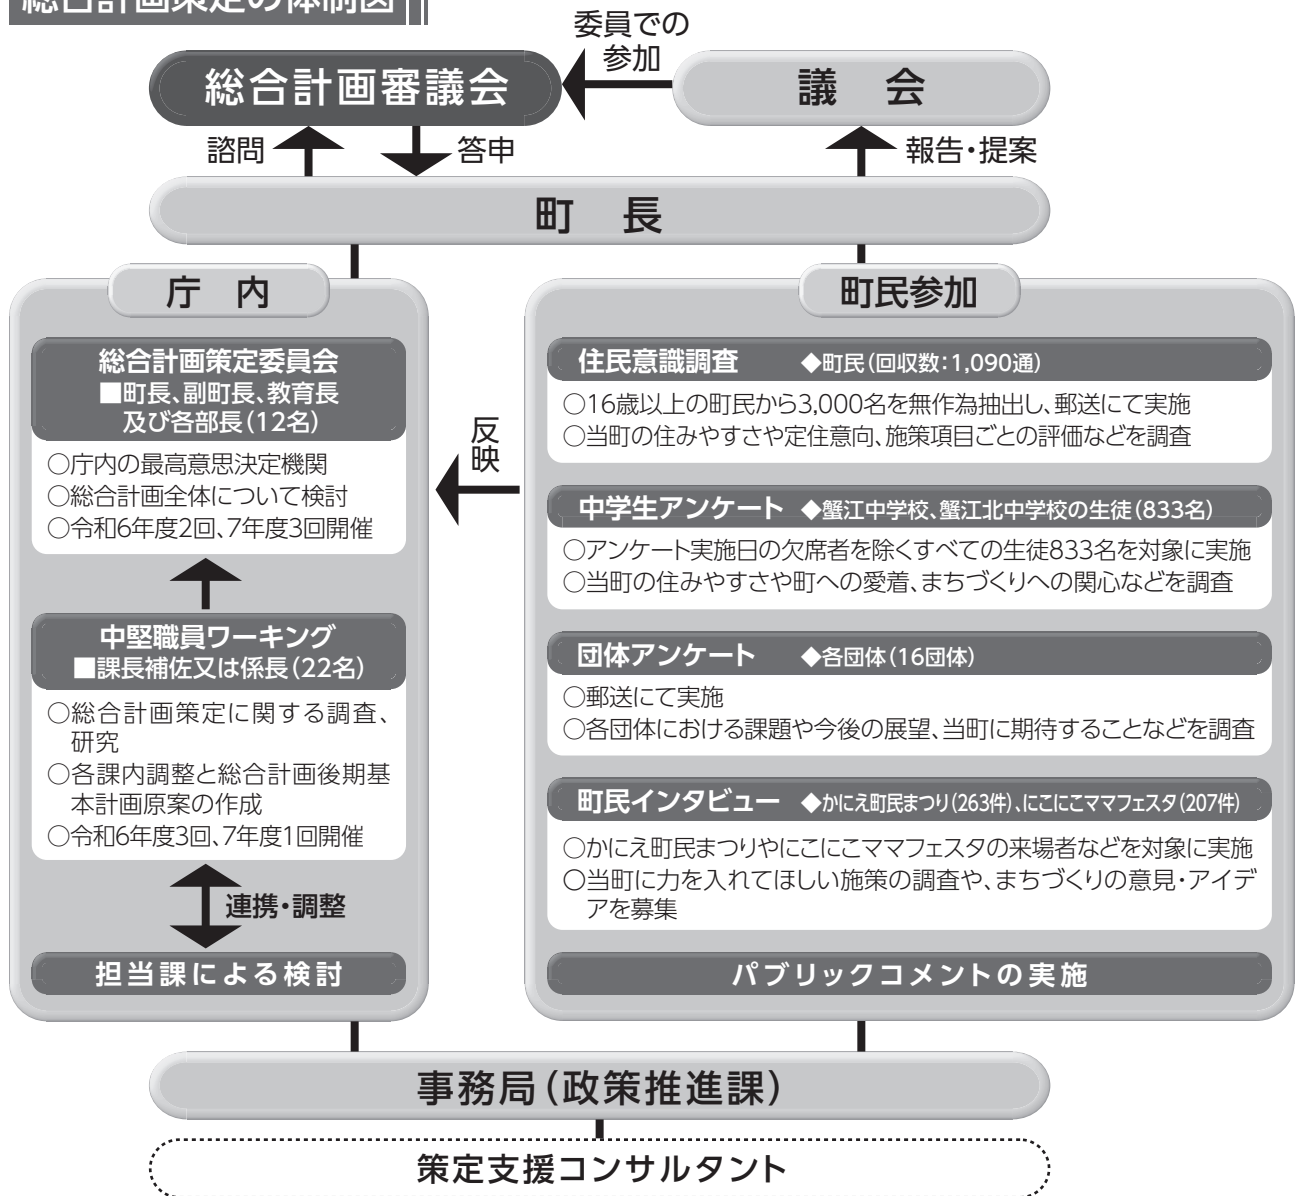 総合計画策定の体制図
委員での
参加
総合計画審議会
議 会
諮問
答申
報告・提案
町 長
庁 内
総合計画策定委員会
■町長、副町長、教育長
及び各部長(12名)
○庁内の最高意思決定機関
○総合計画全体について検討
○令和6年度2回、7年度3回開催
中堅職員ワーキング
■課長補佐又は係長(22名)
○総合計画策定に関する調査、
研究
○各課内調整と総合計画後期基
本計画原案の作成
○令和6年度3回、7年度1回開催
連携・調整
担当課による検討
反映
町民参加
住民意識調査 ◆町民(回収数:1,090通)
○16歳以上の町民から3,000名を無作為抽出し、郵送にて実施
○当町の住みやすさや定住意向、施策項目ごとの評価などを調査
中学生アンケート ◆蟹江中学校、蟹江北中学校の生徒(833名)
○アンケート実施日の欠席者を除くすべての生徒833名を対象に実施
○当町の住みやすさや町への愛着、まちづくりへの関心などを調査
団体アンケート ◆各団体(16団体)
○郵送にて実施
○各団体における課題や今後の展望、当町に期待することなどを調査
町民インタビュー ◆かにえ町民まつり(263件)、にこにこママフェスタ(207件)
○かにえ町民まつりやにこにこママフェスタの来場者などを対象に実施
○当町に力を入れてほしい施策の調査や、まちづくりの意見・アイデ
アを募集
パブリックコメントの実施
事務局(政策推進課)
策定支援コンサルタント